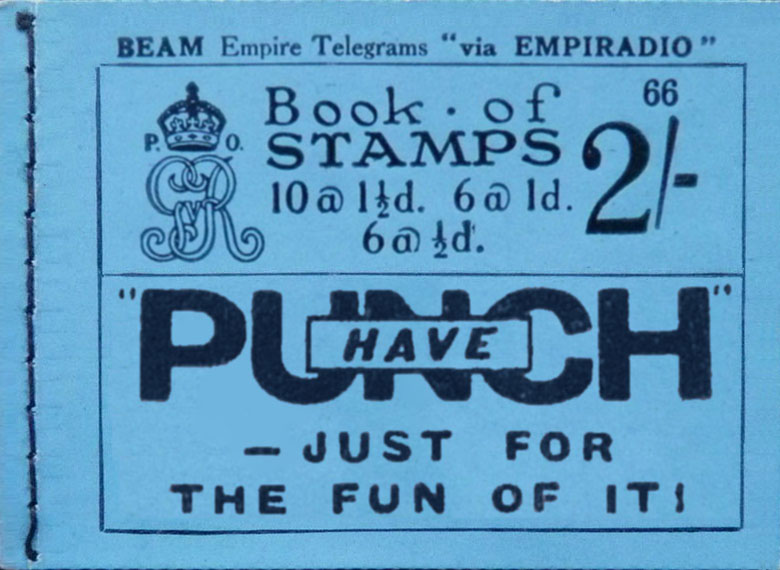 BEAM Empire Telegrams "via EMPIRADIO"
66
P. O.
GR
Book · of
STAMPS
2/-
10@ 1½d. 6@ 1d.
6@ ½d.
"PUNCH"
HAVE
— JUST FOR
THE FUN OF IT!